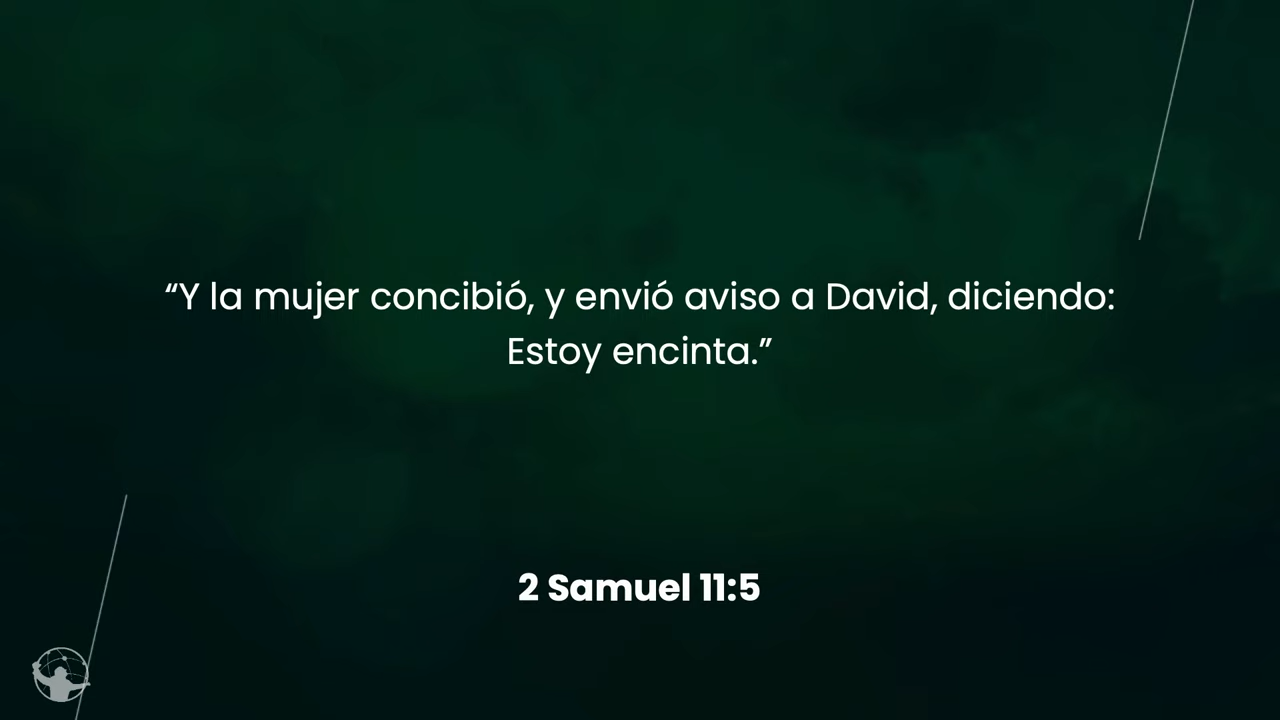 “Y la mujer concibió, y envió aviso a David, diciendo:
Estoy encinta.”
2 Samuel 11:5